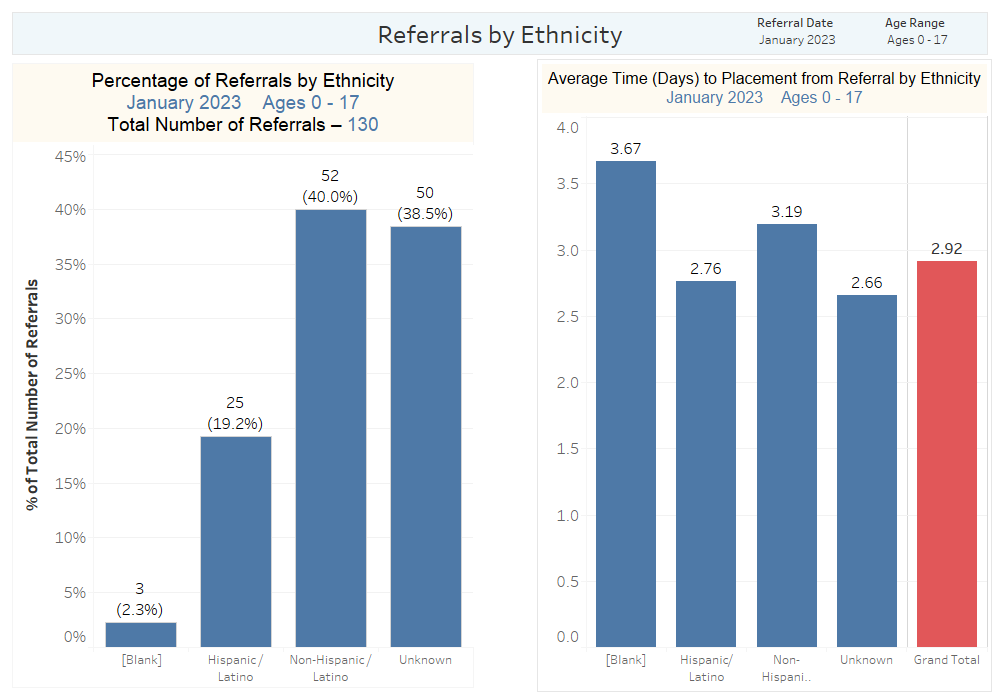 Referrals by Ethnicity
Referral Date
January 2023
Age Range
Ages 0 - 17
Percentage of Referrals by Ethnicity
January 2023 Ages 0 - 17
Total Number of Referrals – 130
% of Total Number of Referrals
45%
40%
35%
30%
25%
20%
15%
10%
5%
0%
3
(2.3%)
25
(19.2%)
52
(40.0%)
50
(38.5%)
[Blank]
Hispanic/
Latino
Non-Hispanic/
Latino
Unknown
Average Time (Days) to Placement from Referral by Ethnicity
January 2023 Ages 0 - 17
4.0
3.5
3.0
2.5
2.0
1.5
1.0
0.5
0.0
3.67
2.76
3.19
2.66
2.92
[Blank]
Hispanic/
Latino
Non-
Hispani..
Unknown
Grand Total